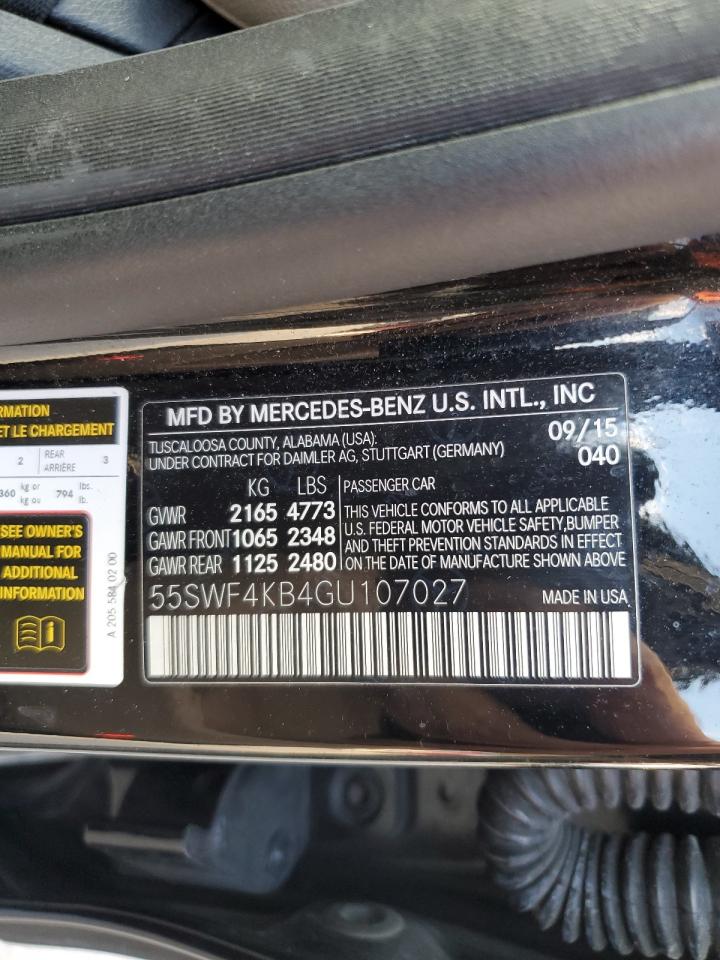 RMATION
ET LE CHARGEMENT
2 REAR ARRIÈRE 3
360 kg or kg ou 794 lbs. lb.
SEE OWNER'S
MANUAL FOR
ADDITIONAL
INFORMATION
A 205 584 02 00
MFD BY MERCEDES-BENZ U.S. INTL., INC
TUSCALOOSA COUNTY, ALABAMA (USA): 09/15
UNDER CONTRACT FOR DAIMLER AG, STUTTGART (GERMANY) 040
KG LBS PASSENGER CAR
GVWR 2165 4773
GAWR FRONT 1065 2348
GAWR REAR 1125 2480
THIS VEHICLE CONFORMS TO ALL APPLICABLE
U.S. FEDERAL MOTOR VEHICLE SAFETY,BUMPER
AND THEFT PREVENTION STANDARDS IN EFFECT
ON THE DATE OF MANUFACTURE SHOWN ABOVE
55SWF4KB4GU107027 MADE IN USA